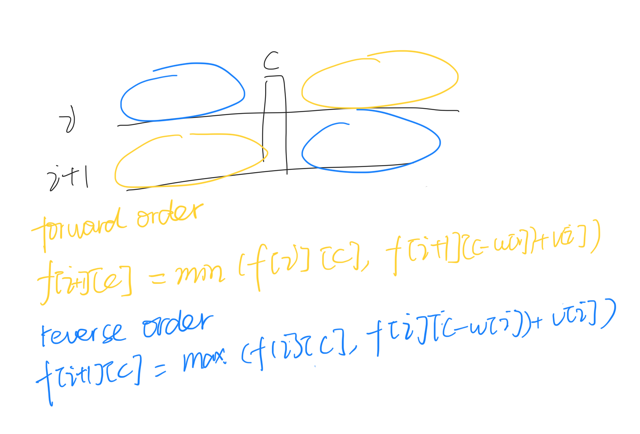 C
i
i+1
forward order
f[i+1][c] = min (f[i][c], f[i+1][c-w[i]]+v[i])
reverse order
f[i+1][c] = max (f[i][c], f[i][c-w[i]]+v[i])